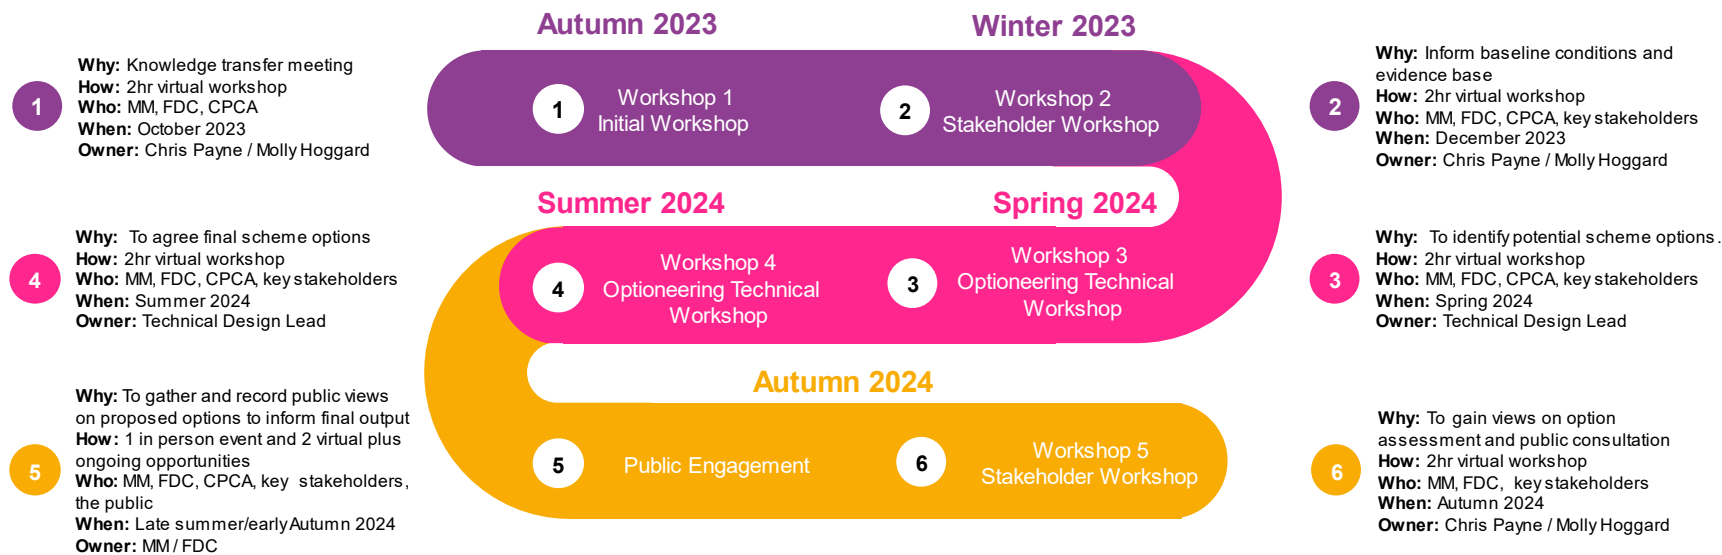 Autumn 2023
Winter 2023
1
Why: Knowledge transfer meeting
How: 2hr virtual workshop
Who: MM, FDC, CPCA
When: October 2023
Owner: Chris Payne / Molly Hoggard
1
Workshop 1
Initial Workshop
2
Workshop 2
Stakeholder Workshop
2
Why: Inform baseline conditions and
evidence base
How: 2hr virtual workshop
Who: MM, FDC, CPCA, key stakeholders
When: December 2023
Owner: Chris Payne / Molly Hoggard
Summer 2024
Spring 2024
4
Why: To agree final scheme options
How: 2hr virtual workshop
Who: MM, FDC, CPCA, key stakeholders
When: Summer 2024
Owner: Technical Design Lead
4
Workshop 4
Optioneering Technical
Workshop
3
Workshop 3
Optioneering Technical
Workshop
3
Why: To identify potential scheme options.
How: 2hr virtual workshop
Who: MM, FDC, CPCA, key stakeholders
When: Spring 2024
Owner: Technical Design Lead
Autumn 2024
5
Why: To gather and record public views
on proposed options to inform final output
How: 1 in person event and 2 virtual plus
ongoing opportunities
Who: MM, FDC, CPCA, key stakeholders,
the public
When: Late summer/early Autumn 2024
Owner: MM / FDC
5
Public Engagement
6
Workshop 5
Stakeholder Workshop
6
Why: To gain views on option
assessment and public consultation
How: 2hr virtual workshop
Who: MM, FDC, key stakeholders
When: Autumn 2024
Owner: Chris Payne / Molly Hoggard